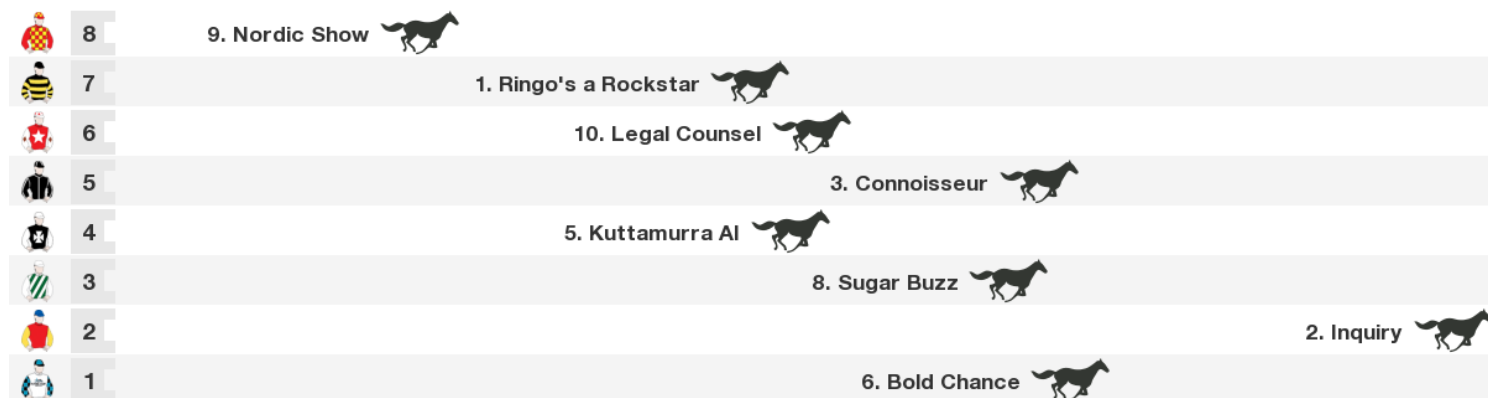 8 9. Nordic Show
7 1. Ringo's a Rockstar
6 10. Legal Counsel
5 3. Connoisseur
4 5. Kuttamurra Al
3 8. Sugar Buzz
2 2. Inquiry
1 6. Bold Chance